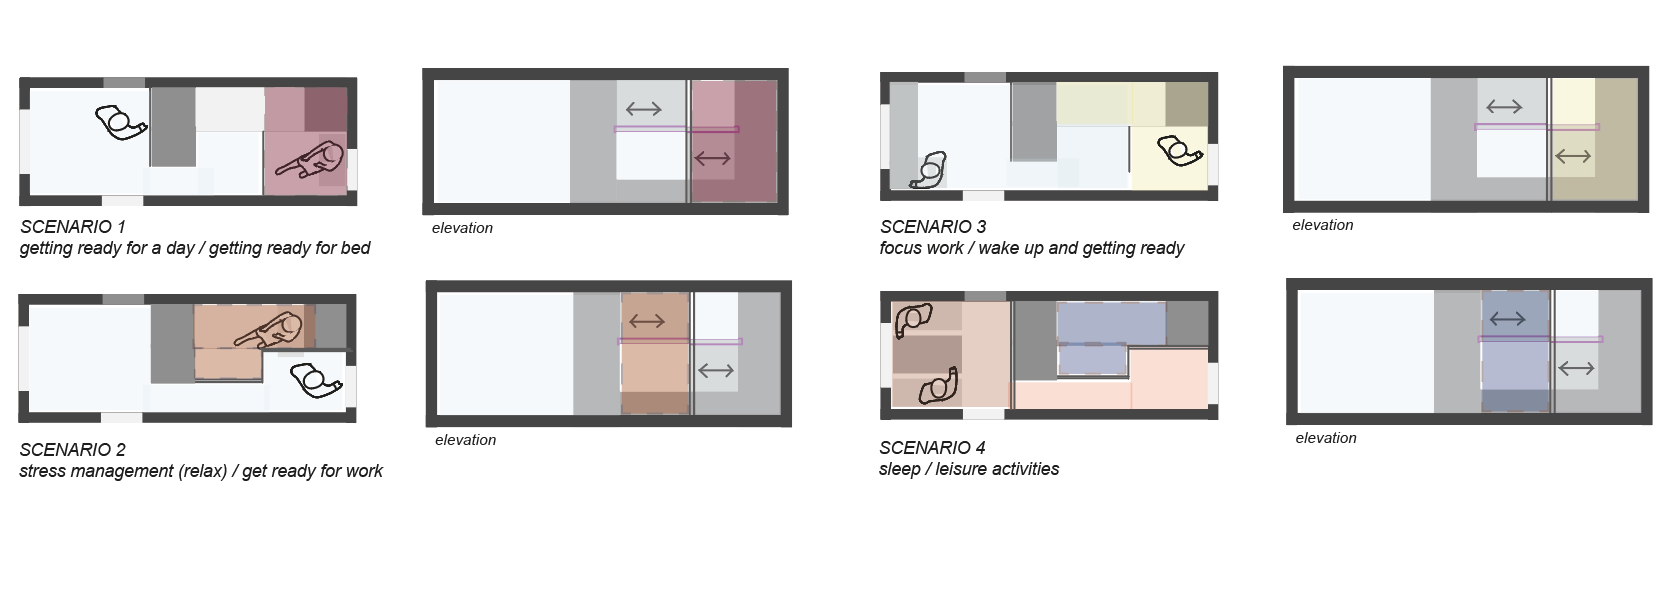 SCENARIO 1
getting ready for a day / getting ready for bed
elevation
SCENARIO 3
focus work / wake up and getting ready
elevation
SCENARIO 2
stress management (relax) / get ready for work
elevation
SCENARIO 4
sleep / leisure activities
elevation